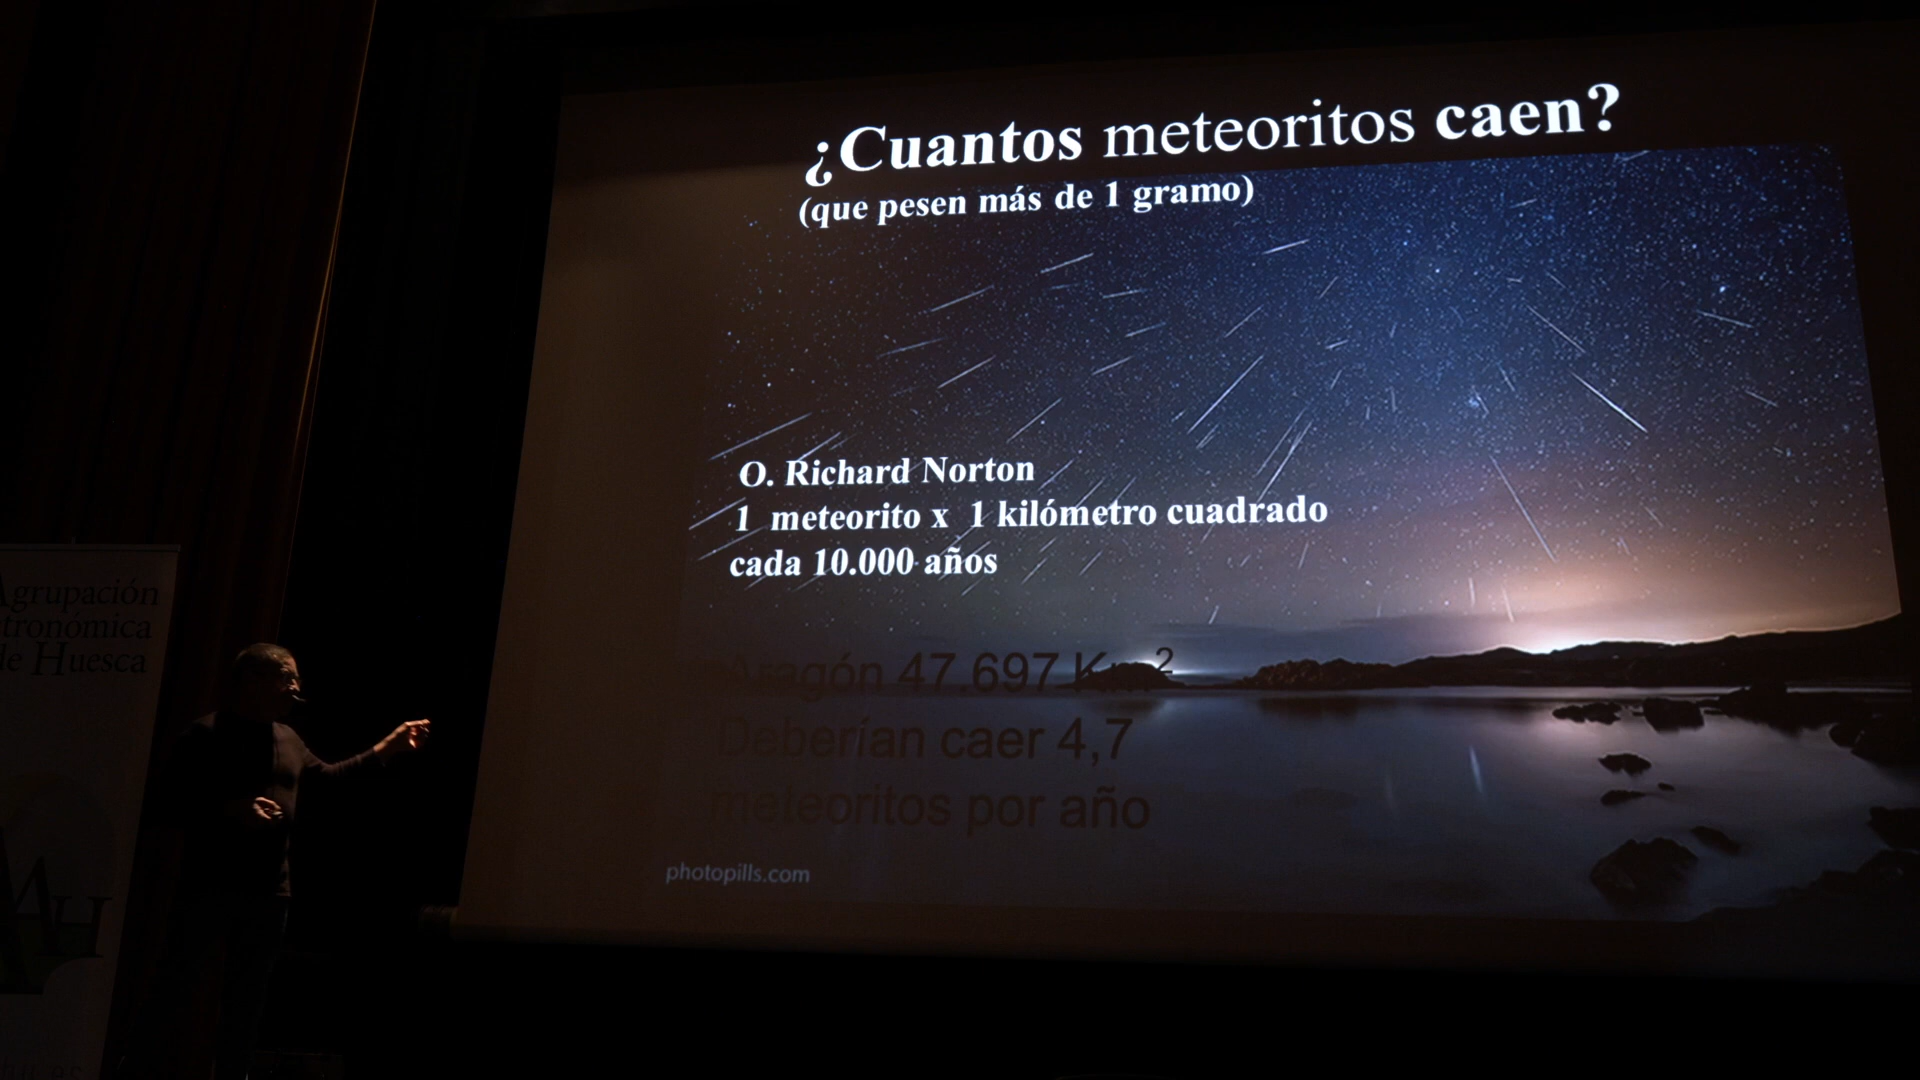 ¿Cuantos meteoritos caen?
(que pesen más de 1 gramo)
O. Richard Norton
1 meteorito x 1 kilómetro cuadrado
cada 10.000 años
Aragón 47.697 Km²
Deberían caer 4,7
meteoritos por año
photopills.com
Agrupación
de Huesca